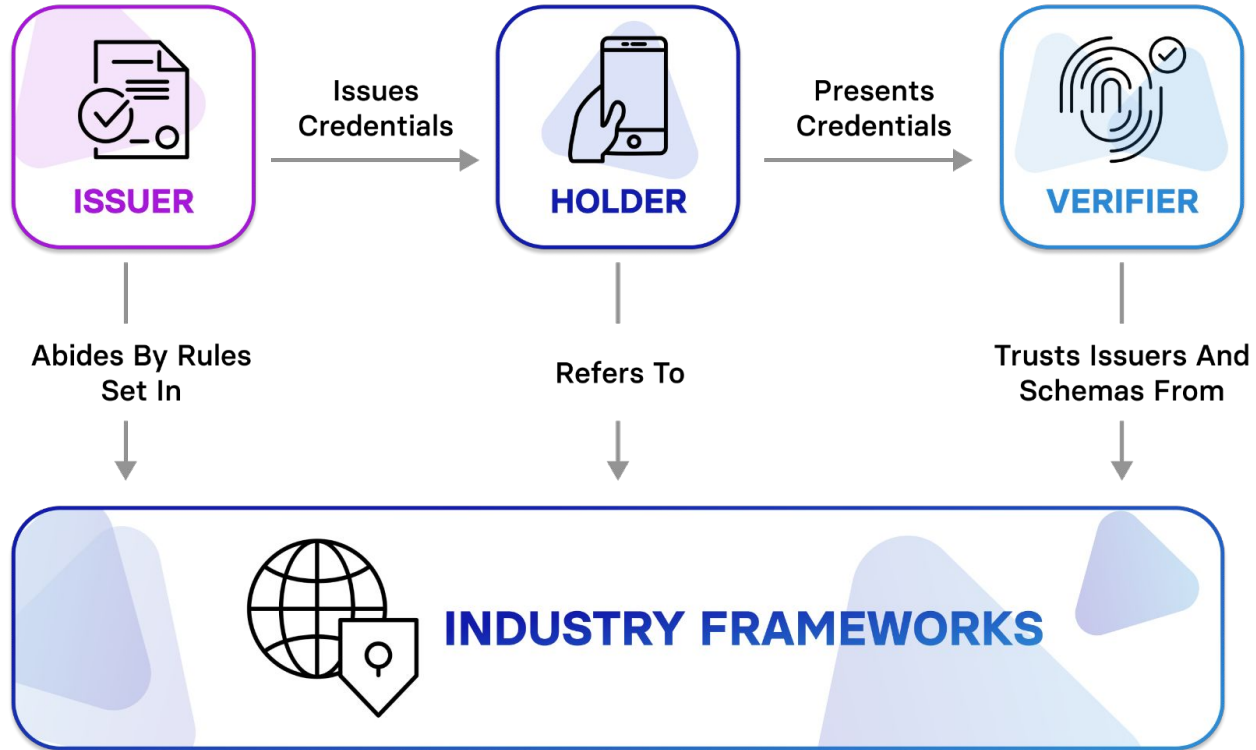 Issues
Credentials
Presents
Credentials
ISSUER
HOLDER
VERIFIER
Abides By Rules
Set In
Refers To
Trusts Issuers And
Schemas From
INDUSTRY FRAMEWORKS